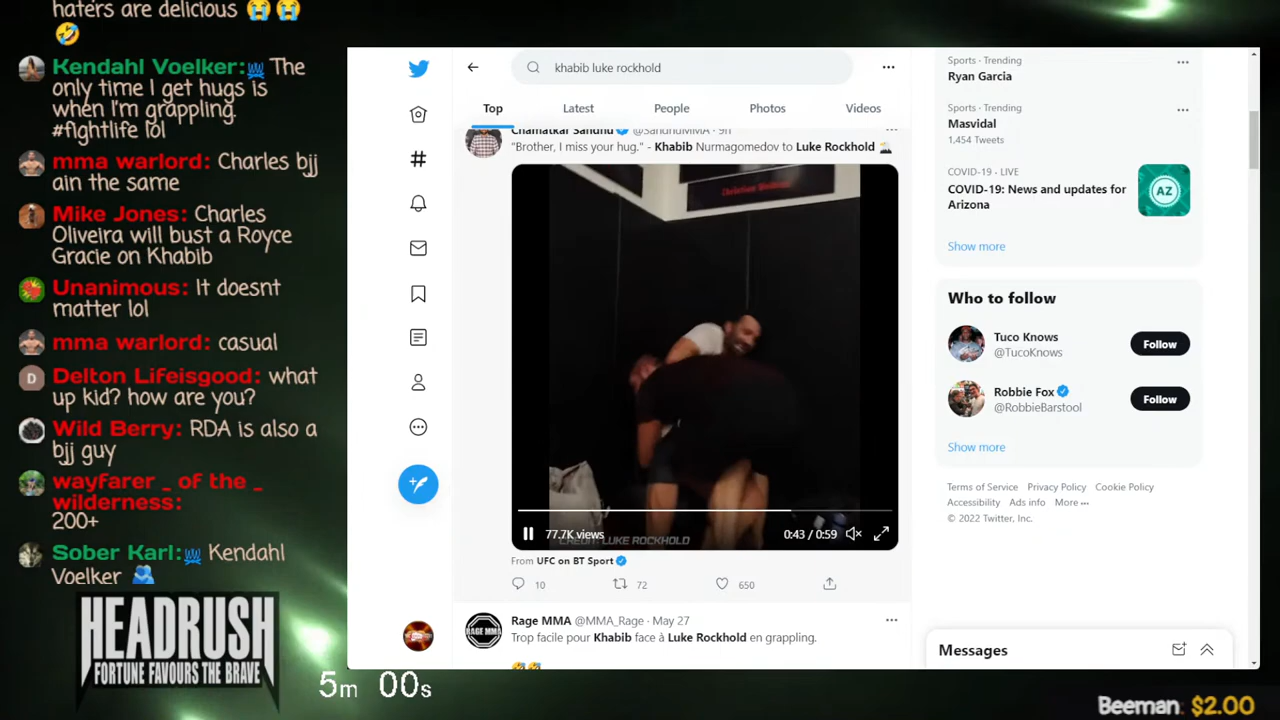 haters are delicious 😭😭
🤣
Kendahl Voelker: The
only time I get hugs is
when I'm grappling.
#fightlife lol
mma warlord: Charles bjj
ain the same
Mike Jones: Charles
Oliveira will bust a Royce
Gracie on Khabib
Unanimous: It doesnt
matter lol
mma warlord: casual
D
Delton Lifeisgood: what
up kid? how are you?
Wild Berry: RDA is also a
bjj guy
wayfarer _ of the _
wilderness:
200+
Sober Karl: Kendahl
Voelker 🫂
HEADRUSH
FORTUNE FAVOURS THE BRAVE
5m 00s
khabib luke rockhold
Top
Latest
People
Photos
Videos
Chamatkar Sandhu @SandhuMMA · 9h
"Brother, I miss your hug." - Khabib Nurmagomedov to Luke Rockhold
77.7K views
0:43 / 0:59
CREDIT: LUKE ROCKHOLD
From UFC on BT Sport
10
72
650
RAGE MMA
Rage MMA @MMA_Rage · May 27
Trop facile pour Khabib face à Luke Rockhold en grappling.
🤣🤣
Sports · Trending
Ryan Garcia
Sports · Trending
Masvidal
1,454 Tweets
COVID-19 · LIVE
COVID-19: News and updates for
Arizona
AZ
Show more
Who to follow
Tuco Knows
@TucoKnows
Follow
Robbie Fox
@RobbieBarstool
Follow
Show more
Terms of Service Privacy Policy Cookie Policy
Accessibility Ads info More ···
© 2022 Twitter, Inc.
Messages
Beeman: $2.00